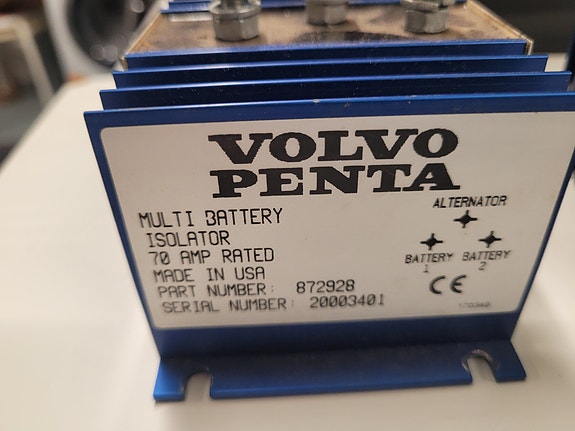 VOLVO
PENTA
MULTI BATTERY
ISOLATOR
70 AMP RATED
MADE IN USA
PART NUMBER: 872928
SERIAL NUMBER: 20003401
ALTERNATOR
BATTERY BATTERY
1 2
CE